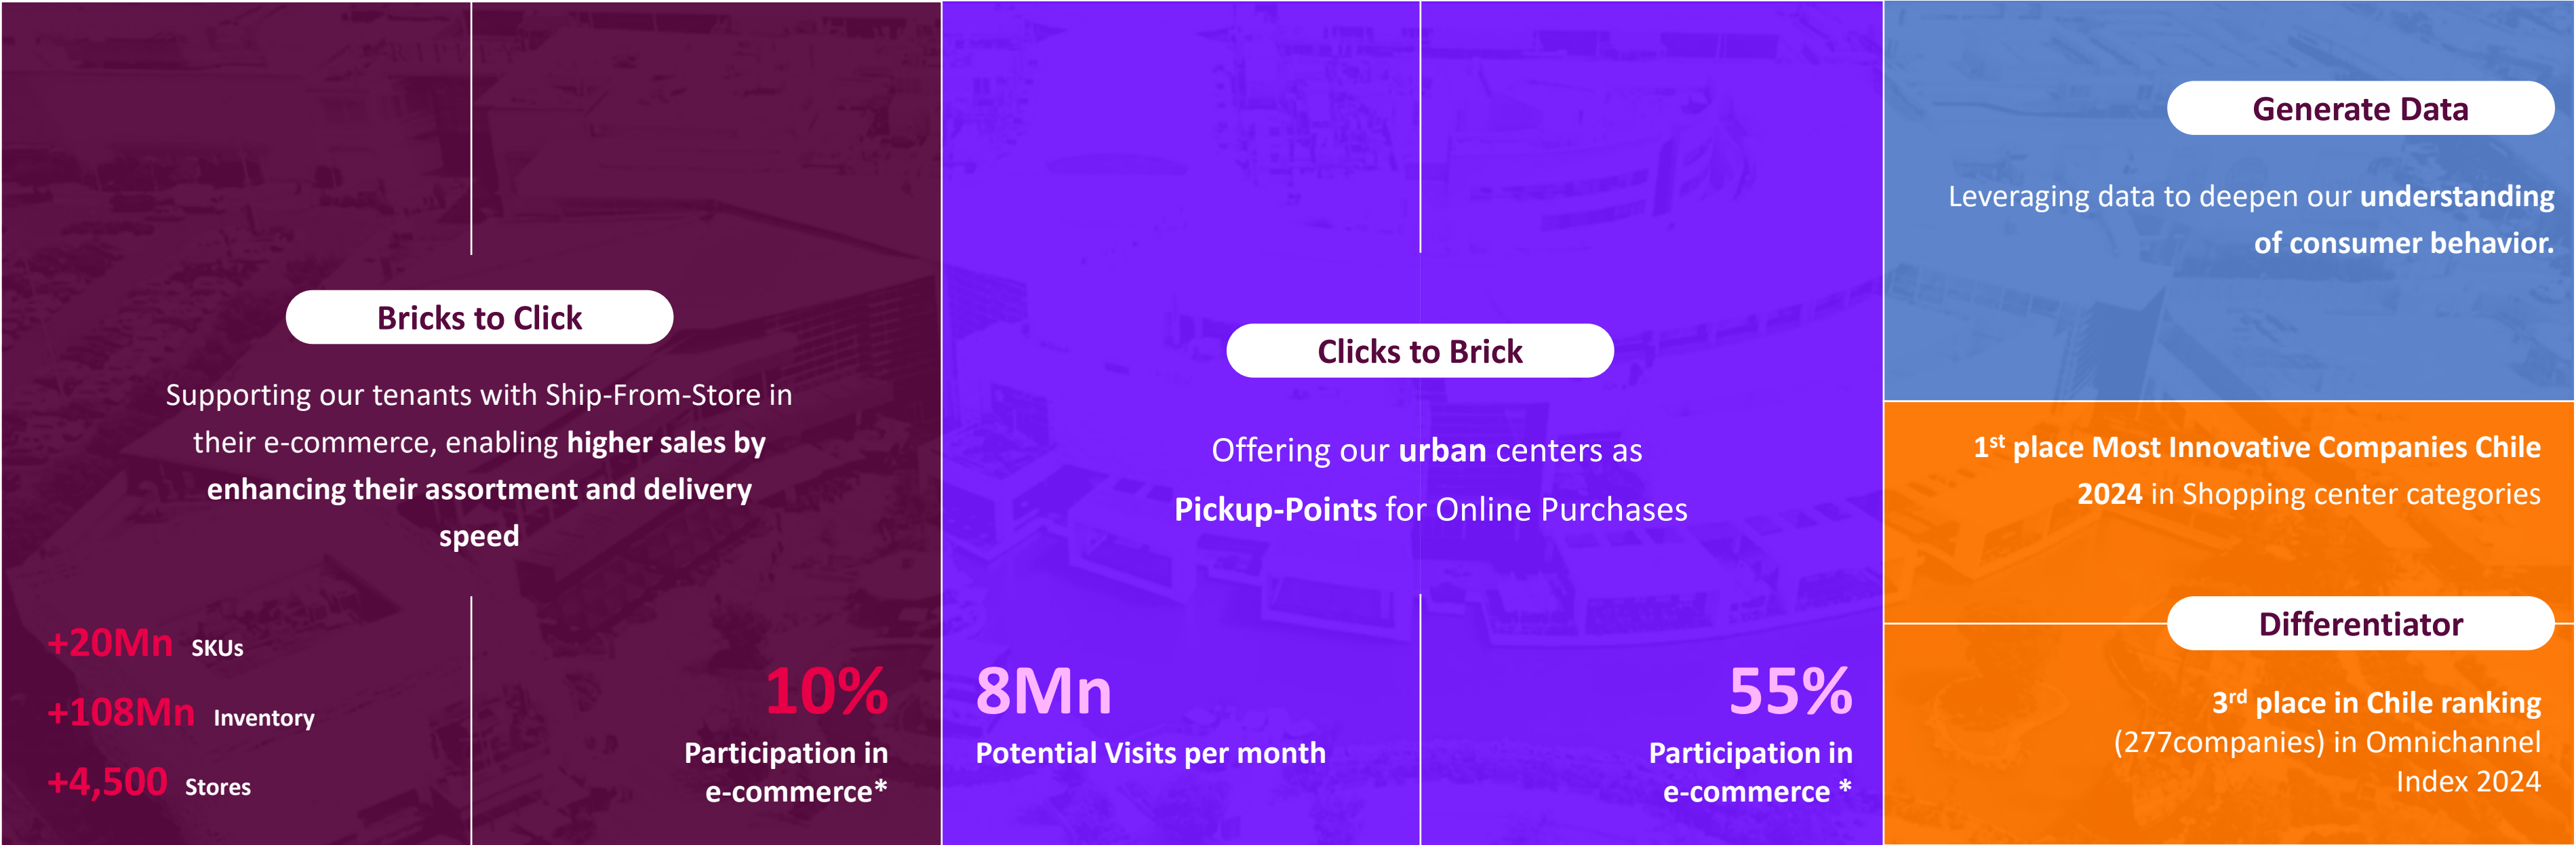 Bricks to Click
Supporting our tenants with Ship-From-Store in
their e-commerce, enabling higher sales by
enhancing their assortment and delivery
speed
+20Mn SKUs
+108Mn Inventory
+4,500 Stores
10%
Participation in
e-commerce*
Clicks to Brick
Offering our urban centers as
Pickup-Points for Online Purchases
8Mn
Potential Visits per month
55%
Participation in
e-commerce *
Generate Data
Leveraging data to deepen our understanding
of consumer behavior.
1st place Most Innovative Companies Chile
2024 in Shopping center categories
Differentiator
3rd place in Chile ranking
(277companies) in Omnichannel
Index 2024